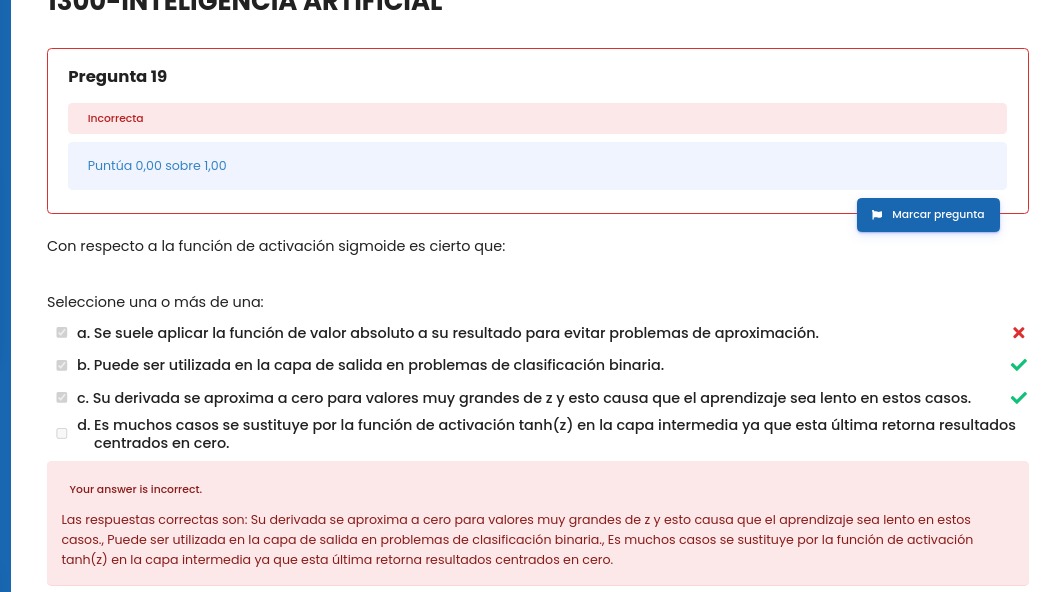 1300-INTELIGENCIA ARTIFICIAL
Pregunta 19
Incorrecta
Puntúa 0,00 sobre 1,00
Marcar pregunta
Con respecto a la función de activación sigmoide es cierto que:
Seleccione una o más de una:
a. Se suele aplicar la función de valor absoluto a su resultado para evitar problemas de aproximación.
b. Puede ser utilizada en la capa de salida en problemas de clasificación binaria.
c. Su derivada se aproxima a cero para valores muy grandes de z y esto causa que el aprendizaje sea lento en estos casos.
d. Es muchos casos se sustituye por la función de activación tanh(z) en la capa intermedia ya que esta última retorna resultados
centrados en cero.
Your answer is incorrect.
Las respuestas correctas son: Su derivada se aproxima a cero para valores muy grandes de z y esto causa que el aprendizaje sea lento en estos
casos., Puede ser utilizada en la capa de salida en problemas de clasificación binaria., Es muchos casos se sustituye por la función de activación
tanh(z) en la capa intermedia ya que esta última retorna resultados centrados en cero.